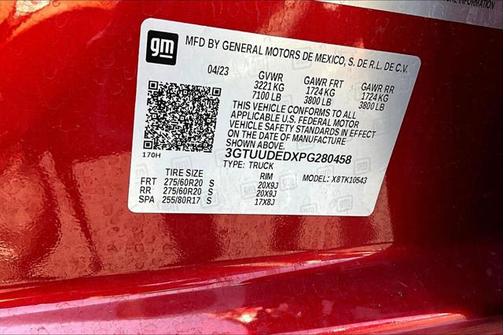 gm
MFD BY GENERAL MOTORS DE MEXICO, S. DE R.L. DE C.V.
04/23 GVWR GAWR FRT GAWR RR
3221 KG 1724 KG 1724 KG
7100 LB 3800 LB 3800 LB
THIS VEHICLE CONFORMS TO ALL
APPLICABLE U.S. FEDERAL MOTOR
VEHICLE SAFETY STANDARDS IN EFFECT
ON THE DATE OF MANUFACTURE
SHOWN ABOVE.
170H 3GTUUDEDXPG280458
TYPE: TRUCK
TIRE SIZE RIM MODEL: X8TK10543
FRT 275/60R20 S 20X9J
RR 275/60R20 S 20X9J
SPA 255/80R17 S 17X8J